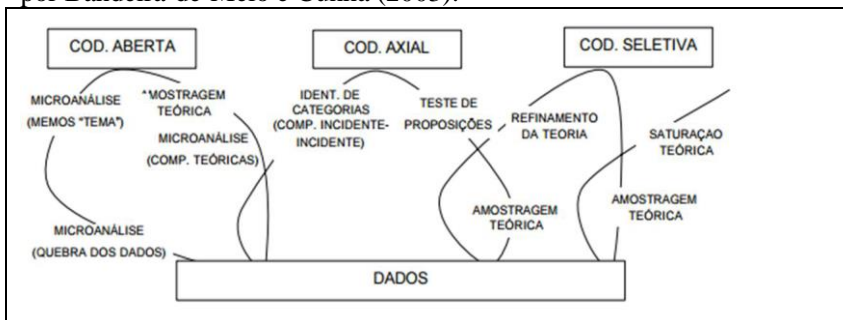 por Bandeira-de-Mello e Cunha (2003).
COD. ABERTA
COD. AXIAL
COD. SELETIVA
MICROANÁLISE
(MEMOS "TEMA")
MOSTRAGEM
TEÓRICA
MICROANÁLISE
(COMP. TEÓRICAS)
MICROANÁLISE
(QUEBRA DOS DADOS)
IDENT. DE
CATEGORIAS
(COMP. INCIDENTE-
INCIDENTE)
TESTE DE
PROPOSIÇÕES
AMOSTRAGEM
TEÓRICA
REFINAMENTO
DA TEORIA
SATURAÇAO
TEÓRICA
AMOSTRAGEM
TEÓRICA
DADOS